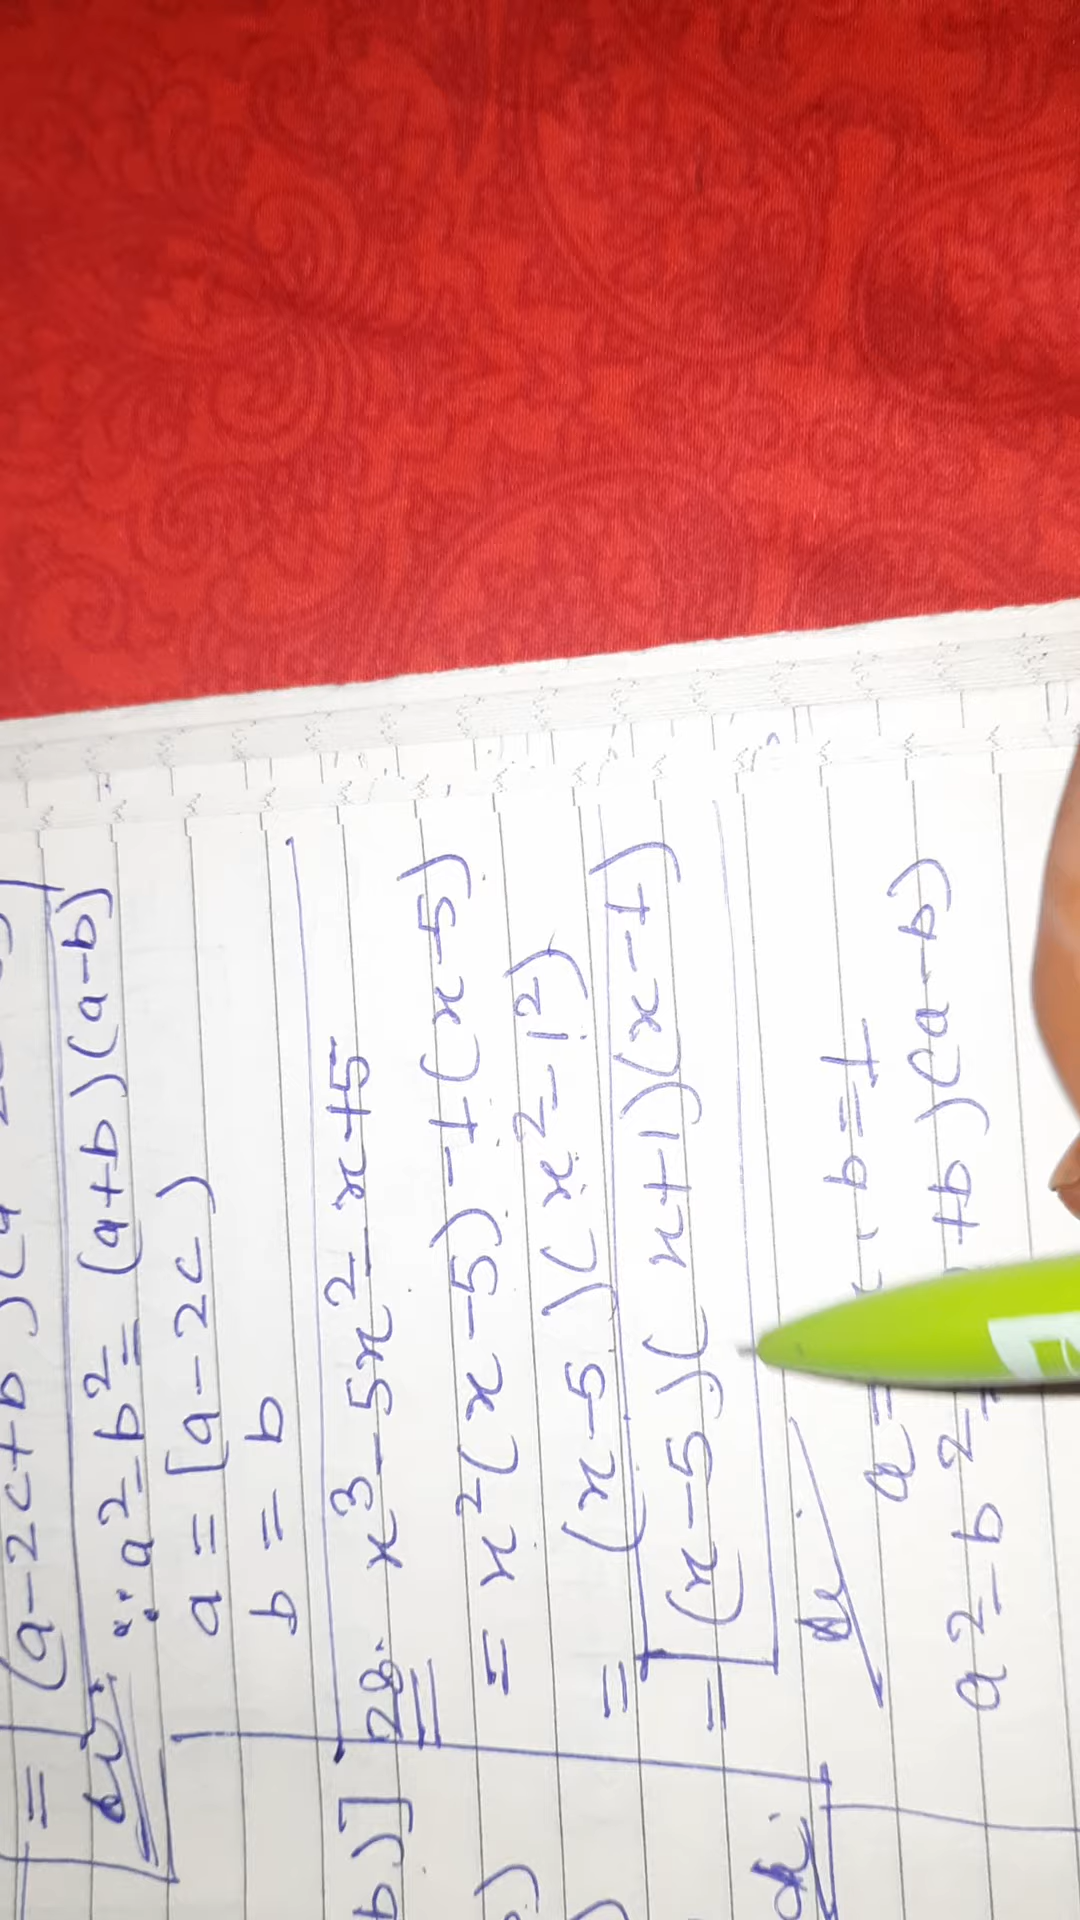 = (a-2c+b)(a
∵ a²-b² = (a+b)(a-b)
a = [a-2c)
b = b
28. x³-5x²-x+5
= x²(x-5)-1(x-5)
= (x-5)(x²-1²)
= (x-5)(x+1)(x-1)
a= b=1
a²-b²= +b)(a-b)
b)]